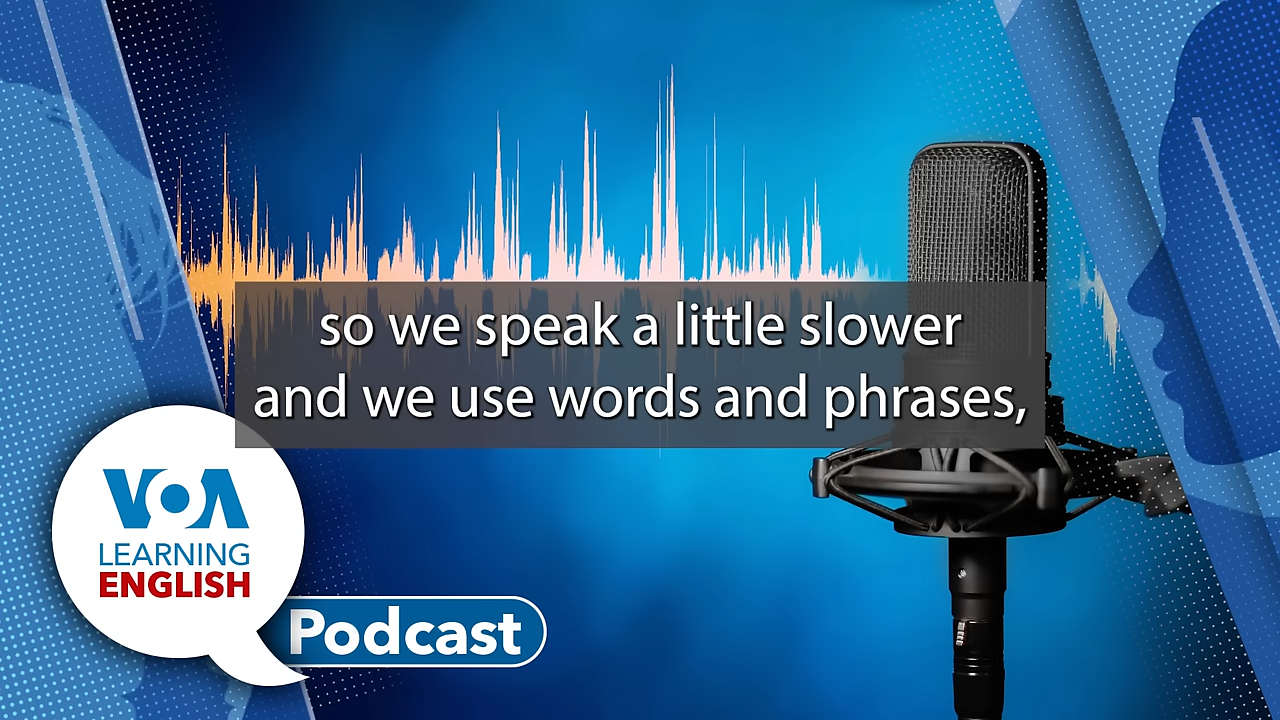 so we speak a little slower
and we use words and phrases,
VOA
LEARNING
ENGLISH
Podcast